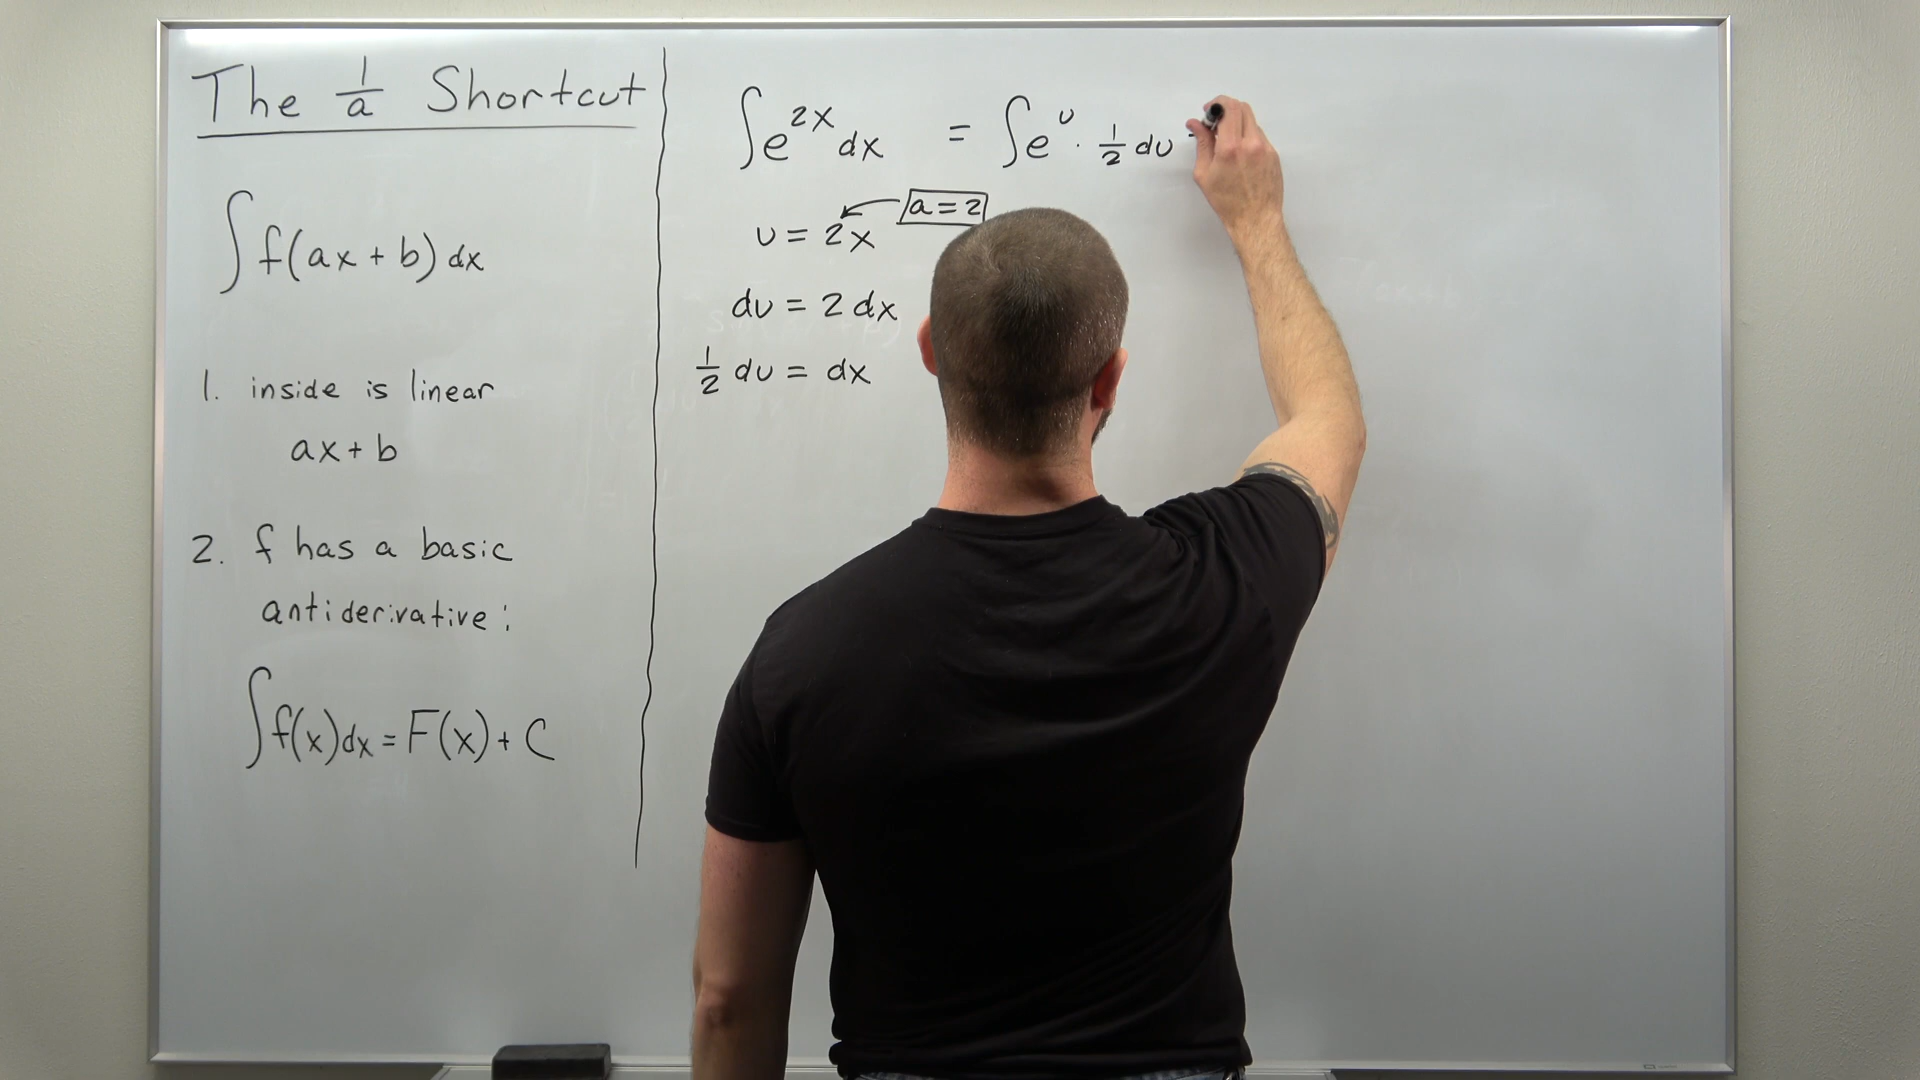 The 1/a Shortcut
∫f(ax + b) dx
1. inside is linear
ax + b
2. f has a basic
antiderivative:
∫f(x)dx = F(x) + C
∫e^{2x} dx = ∫e^u · 1/2 du
a = 2
u = 2x
du = 2 dx
1/2 du = dx